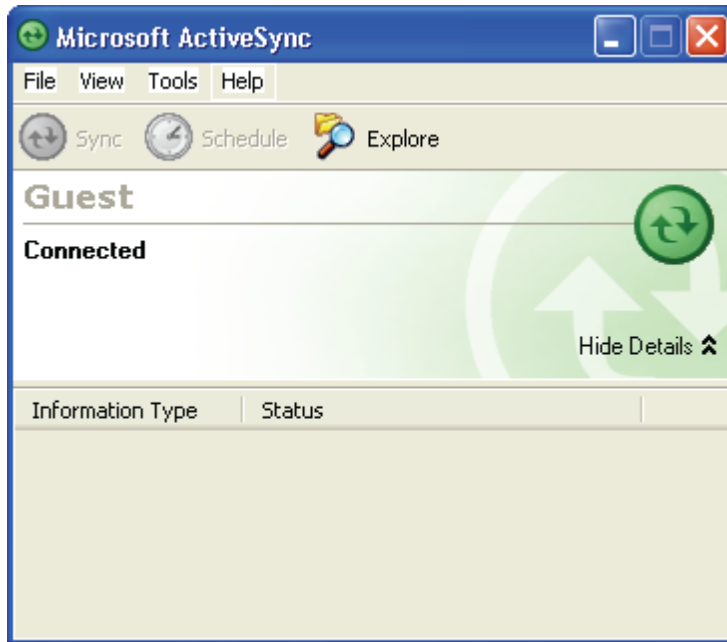 Microsoft ActiveSync
File View Tools Help
Sync Schedule Explore
Guest
Connected
Hide Details
Information Type Status